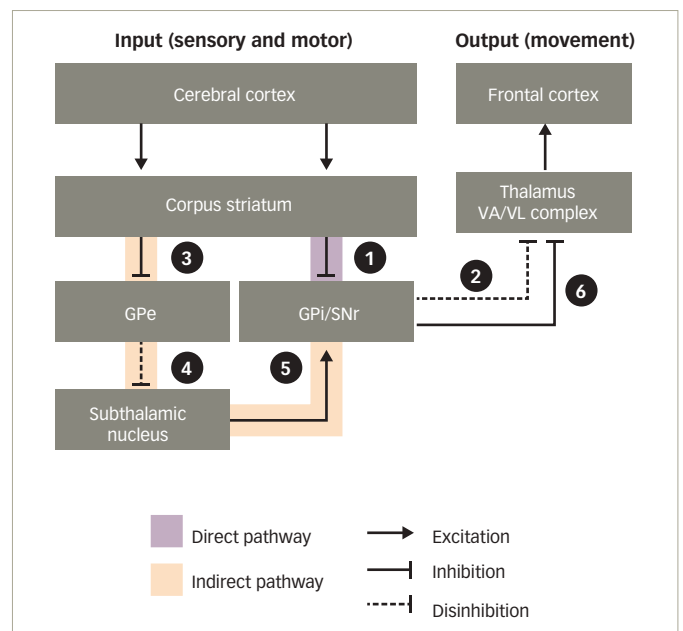 Input (sensory and motor)
Output (movement)
Cerebral cortex
Frontal cortex
Corpus striatum
Thalamus
VA/VL complex
3
1
2
6
GPe
GPi/SNr
4
5
Subthalamic
nucleus
Direct pathway
Indirect pathway
Excitation
Inhibition
Disinhibition